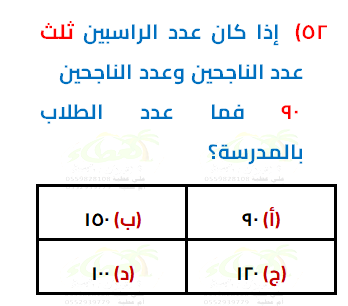 ٥٢) إذا كان عدد الراسبين ثلث
عدد الناجحين وعدد الناجحين
٩٠ فما عدد الطلاب
بالمدرسة؟
(أ) ٩٠
(ب) ١٥٠
(ج) ١٢٠
(د) ١٠٠